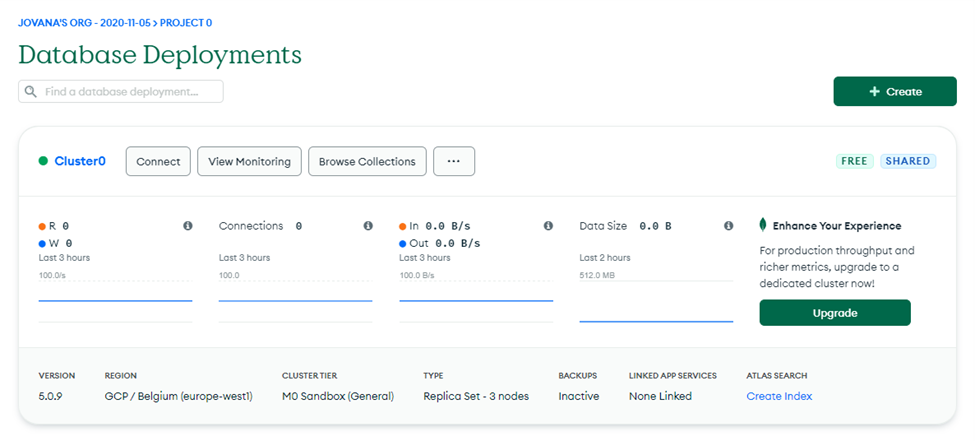 JOVANA'S ORG - 2020-11-05 > PROJECT 0
Database Deployments
Find a database deployment...
+ Create
Cluster0
Connect
View Monitoring
Browse Collections
...
FREE
SHARED
R 0
W 0
Last 3 hours
100.0/s
Connections 0
Last 3 hours
100.0
In 0.0 B/s
Out 0.0 B/s
Last 3 hours
100.0 B/s
Data Size 0.0 B
Last 2 hours
512.0 MB
Enhance Your Experience
For production throughput and
richer metrics, upgrade to a
dedicated cluster now!
Upgrade
VERSION
5.0.9
REGION
GCP / Belgium (europe-west1)
CLUSTER TIER
M0 Sandbox (General)
TYPE
Replica Set - 3 nodes
BACKUPS
Inactive
LINKED APP SERVICES
None Linked
ATLAS SEARCH
Create Index